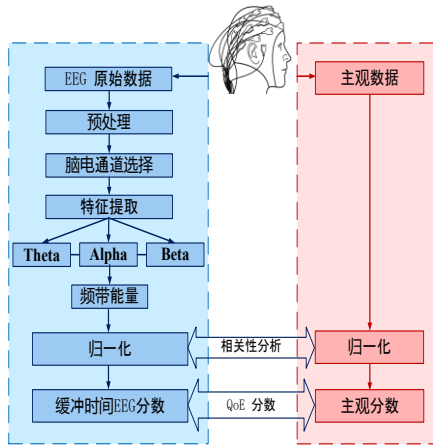 EEG 原始数据
主观数据
预处理
脑电通道选择
特征提取
Theta
Alpha
Beta
频带能量
归一化
相关性分析
归一化
缓冲时间EEG分数
QoE 分数
主观分数